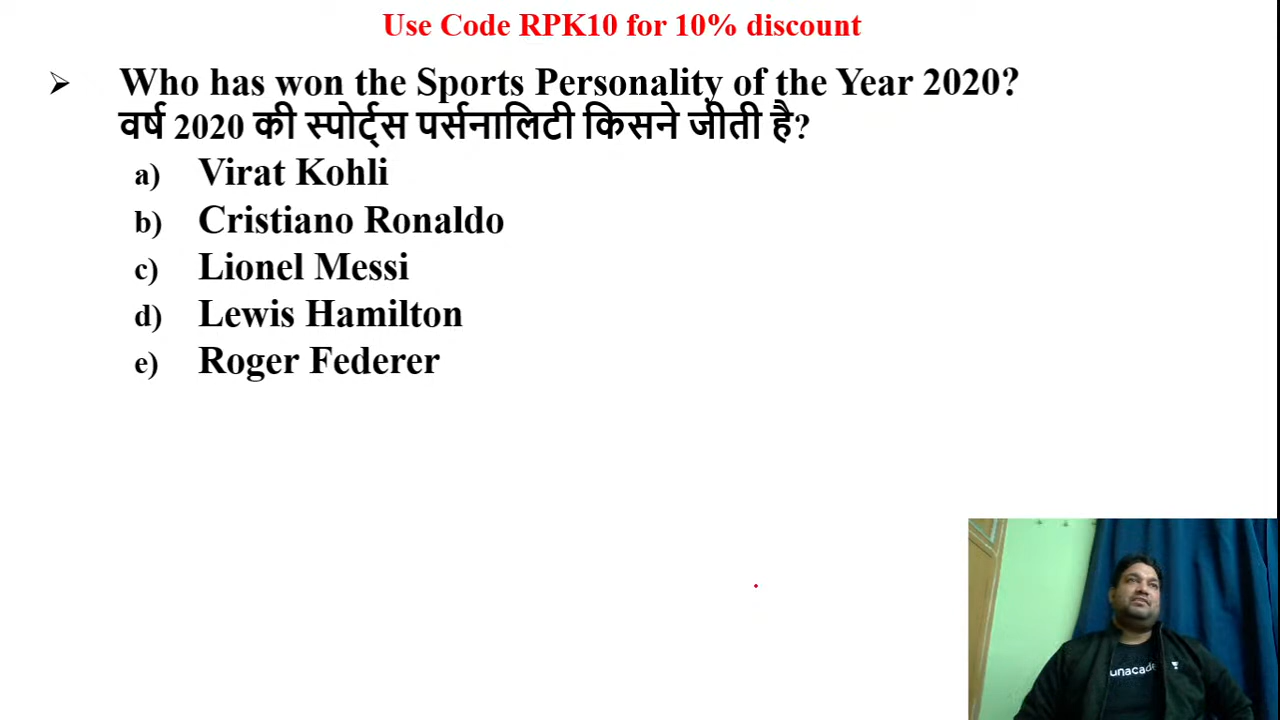 Use Code RPK10 for 10% discount
➢ Who has won the Sports Personality of the Year 2020?
वर्ष 2020 की स्पोर्ट्स पर्सनालिटी किसने जीती है?
a) Virat Kohli
b) Cristiano Ronaldo
c) Lionel Messi
d) Lewis Hamilton
e) Roger Federer
unacade